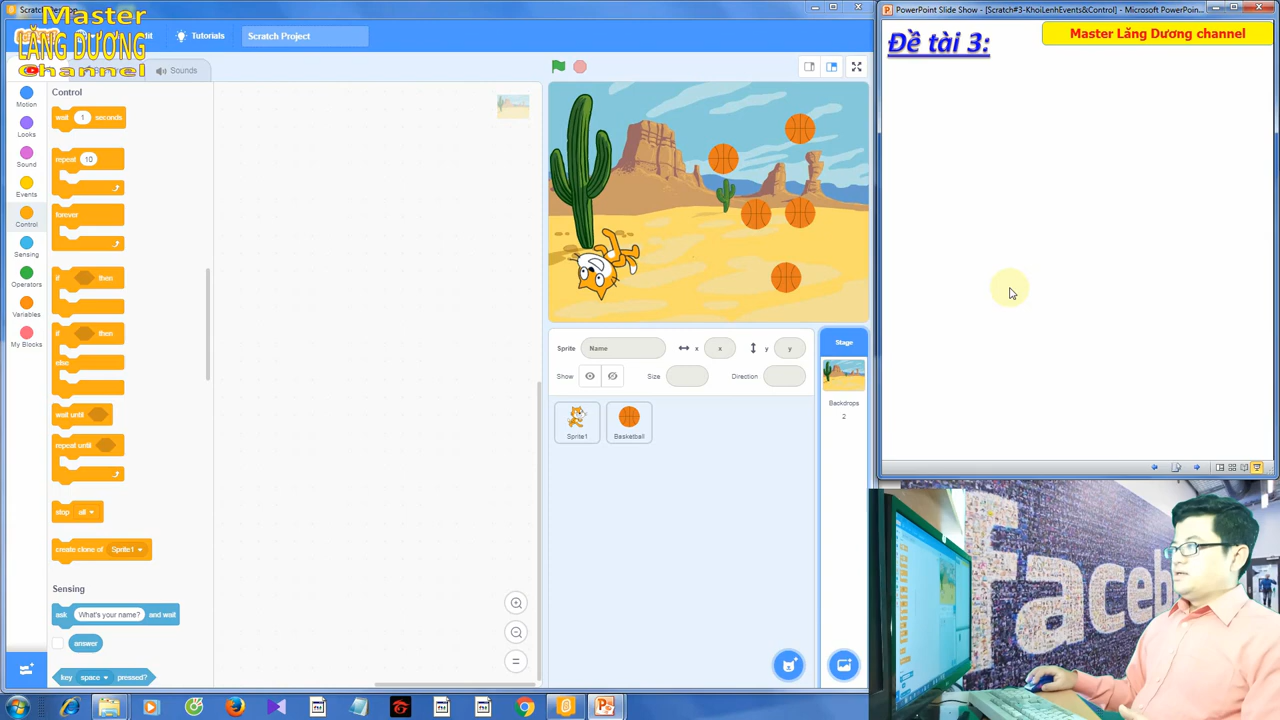 Scratch Desktop
Master
LĂNG DƯƠNG
Channel
Tutorials
Scratch Project
Sounds
Motion
Looks
Sound
Events
Control
Sensing
Operators
Variables
My Blocks
Control
wait 1 seconds
repeat 10
forever
if then
if then
else
wait until
repeat until
stop all
create clone of Sprite1
Sensing
ask What's your name? and wait
answer
key space pressed?
Sprite Name x x y y
Show Size Direction
Sprite1
Basketball
Stage
Backdrops
2
PowerPoint Slide Show - [Scratch#3-KhoiLenhEvents&Control] - Microsoft PowerPoin...
Master Lăng Dương channel
Đề tài 3:
Facebo